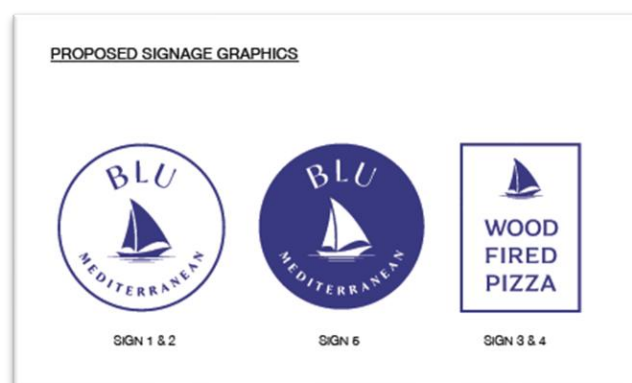 PROPOSED SIGNAGE GRAPHICS
BLU
MEDITERRANEAN
SIGN 1 & 2
BLU
MEDITERRANEAN
SIGN 5
WOOD
FIRED
PIZZA
SIGN 3 & 4